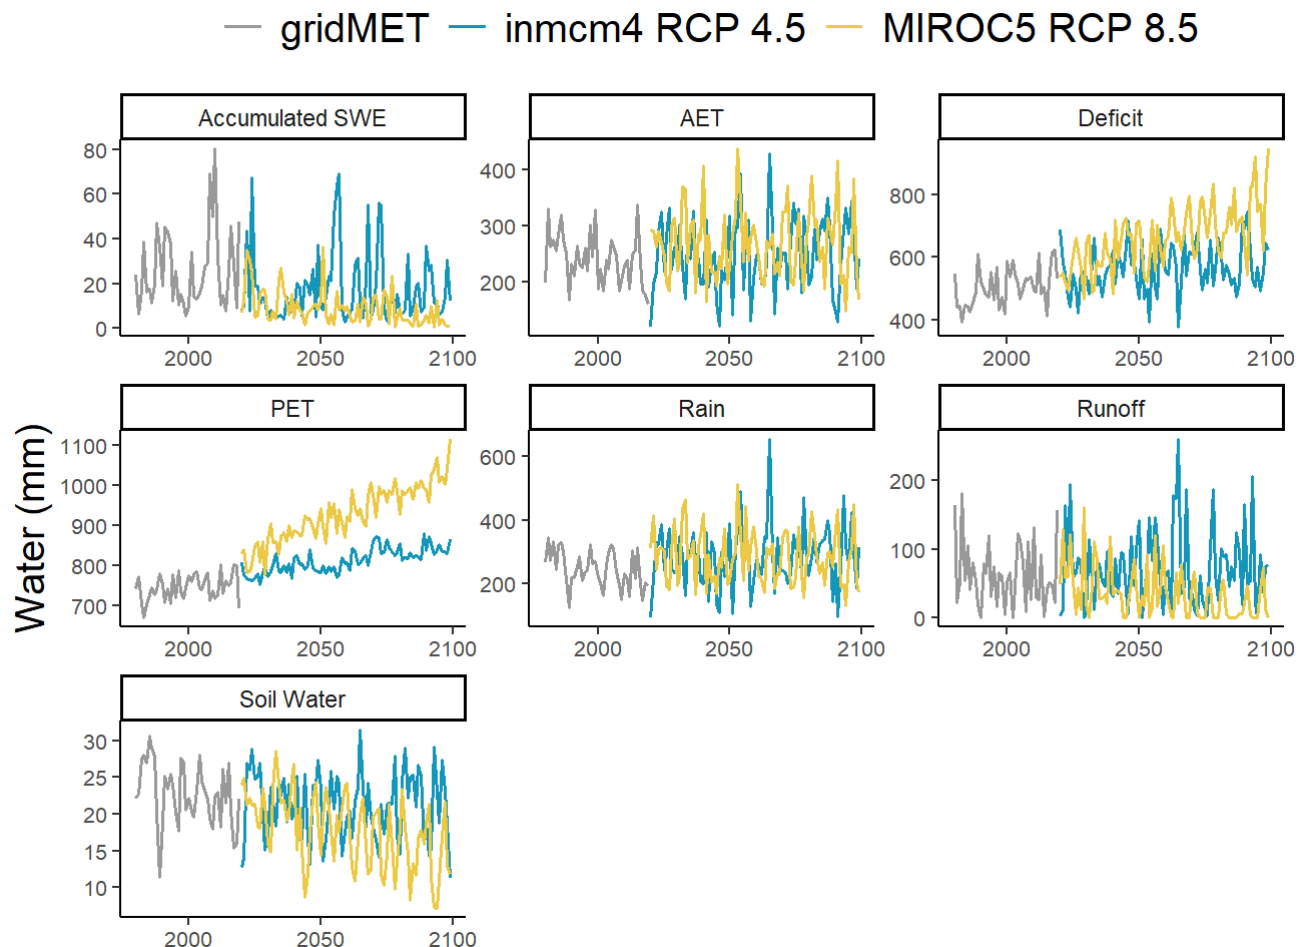 gridMET inmcm4 RCP 4.5 MIROC5 RCP 8.5
Accumulated SWE AET Deficit
80 400 800
60 300 600
40 200 400
20
0
2000 2050 2100 2000 2050 2100 2000 2050 2100
PET Rain Runoff
1100 600 200
1000 400 100
900 200 0
800
700
2000 2050 2100 2000 2050 2100 2000 2050 2100
Soil Water
30
25
20
15
10
2000 2050 2100
Water (mm)